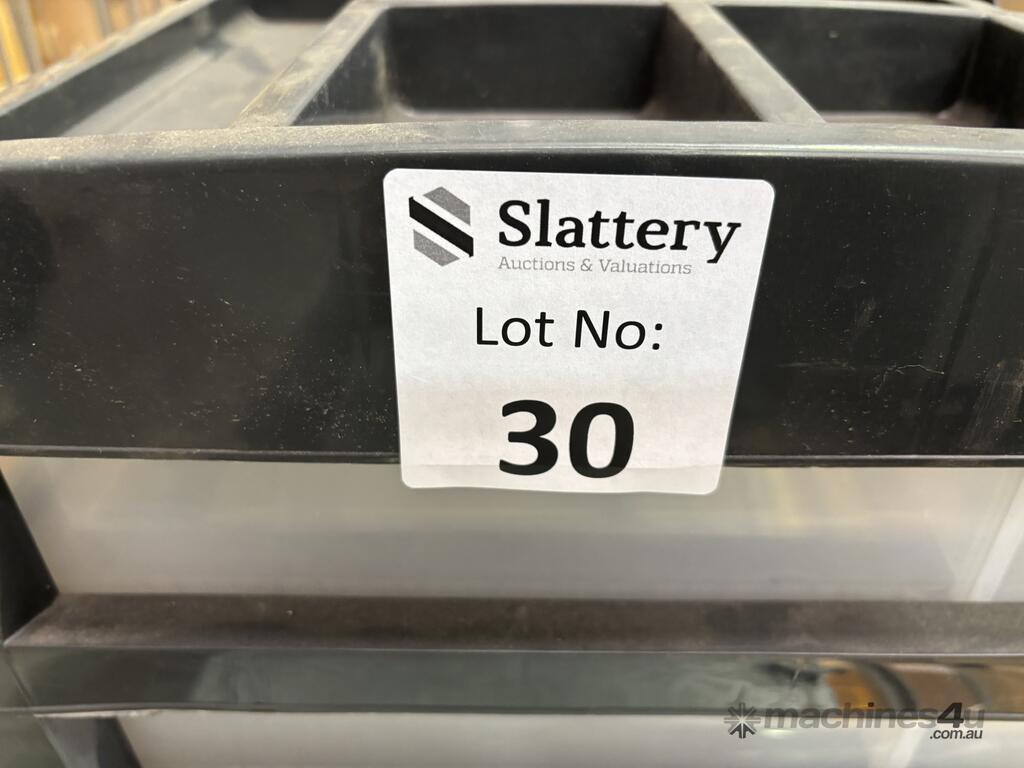 Slattery
Auctions & Valuations
Lot No:
30
machines4u
.com.au